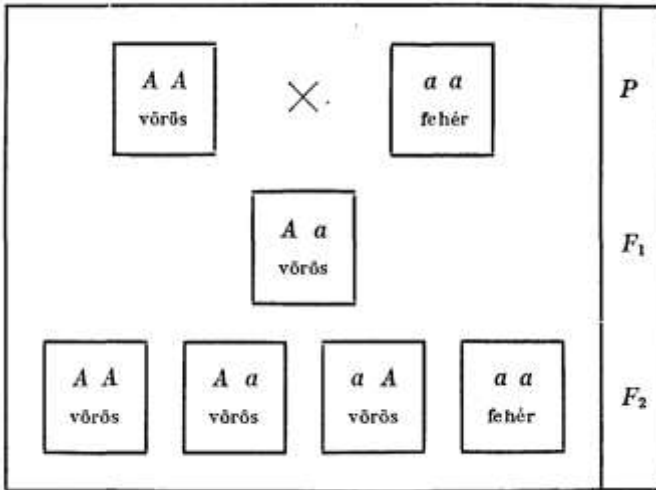 A A a a P
vörös × fehér
A a F₁
vörös
A A A a a A a a F₂
vörös vörös vörös fehér